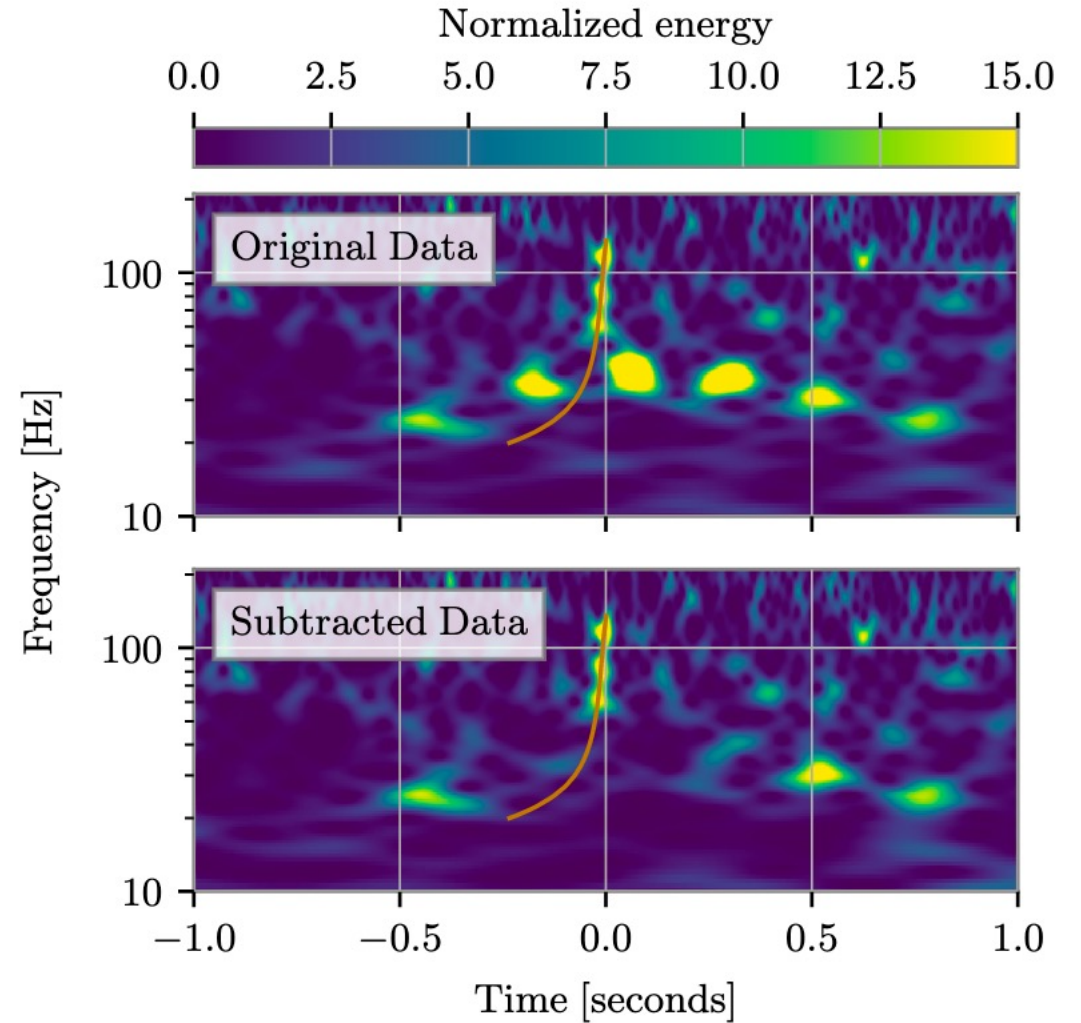 Normalized energy
0.0 2.5 5.0 7.5 10.0 12.5 15.0
Original Data
100
10
Frequency [Hz]
Subtracted Data
100
10
−1.0 −0.5 0.0 0.5 1.0
Time [seconds]